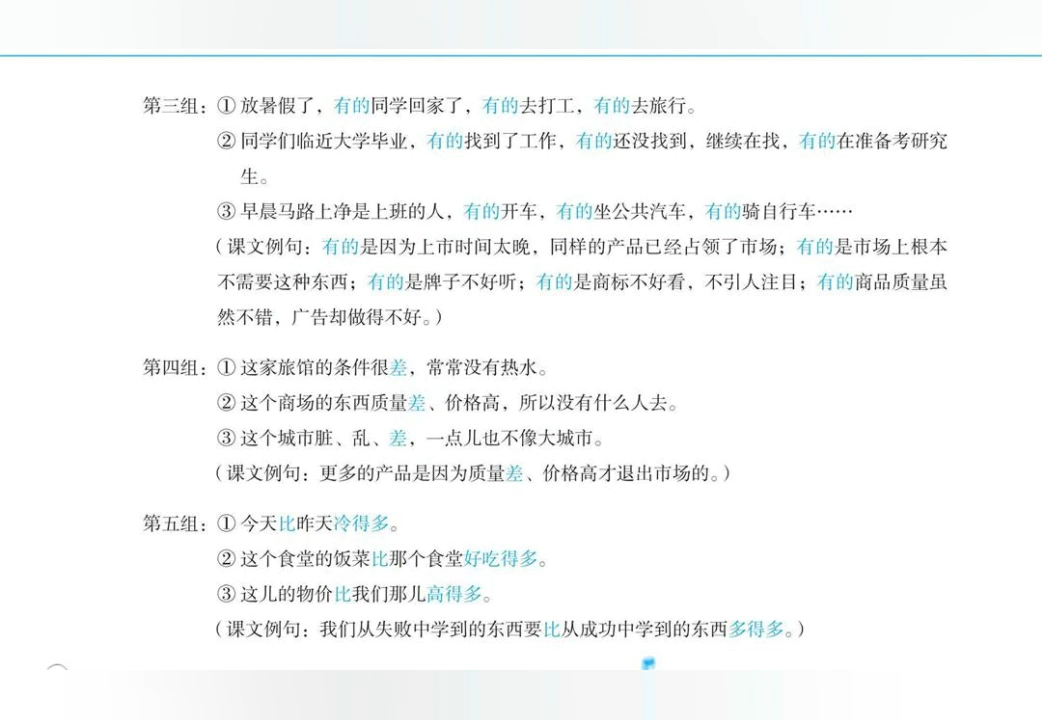 第三组：① 放暑假了，有的同学回家了，有的去打工，有的去旅行。
② 同学们临近大学毕业，有的找到了工作，有的还没找到，继续在找，有的在准备考研究
生。
③ 早晨马路上净是上班的人，有的开车，有的坐公共汽车，有的骑自行车……
（课文例句：有的是因为上市时间太晚，同样的产品已经占领了市场；有的是市场上根本
不需要这种东西；有的是牌子不好听；有的是商标不好看，不引人注目；有的商品质量虽
然不错，广告却做得不好。）
第四组：① 这家旅馆的条件很差，常常没有热水。
② 这个商场的东西质量差、价格高，所以没有什么人去。
③ 这个城市脏、乱、差，一点儿也不像大城市。
（课文例句：更多的产品是因为质量差、价格高才退出市场的。）
第五组：① 今天比昨天冷得多。
② 这个食堂的饭菜比那个食堂好吃得多。
③ 这儿的物价比我们那儿高得多。
（课文例句：我们从失败中学到的东西要比从成功中学到的东西多得多。）